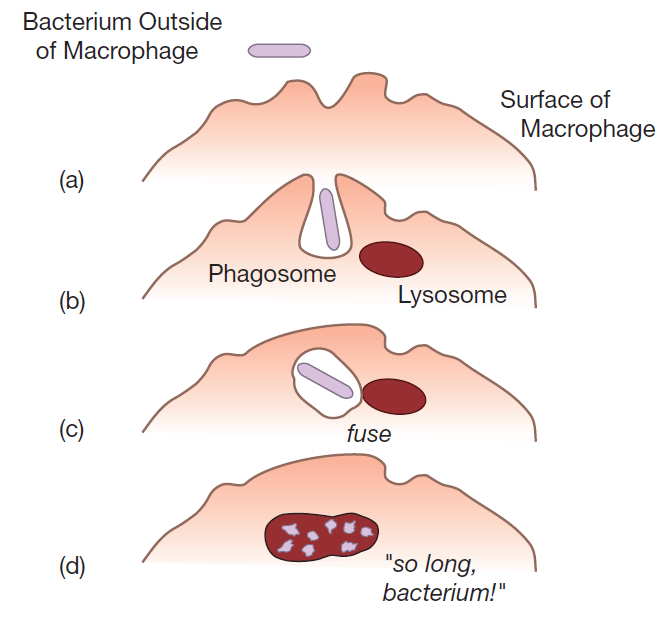 Bacterium Outside
of Macrophage
Surface of
Macrophage
(a)
Phagosome
Lysosome
(b)
fuse
(c)
"so long,
bacterium!"
(d)